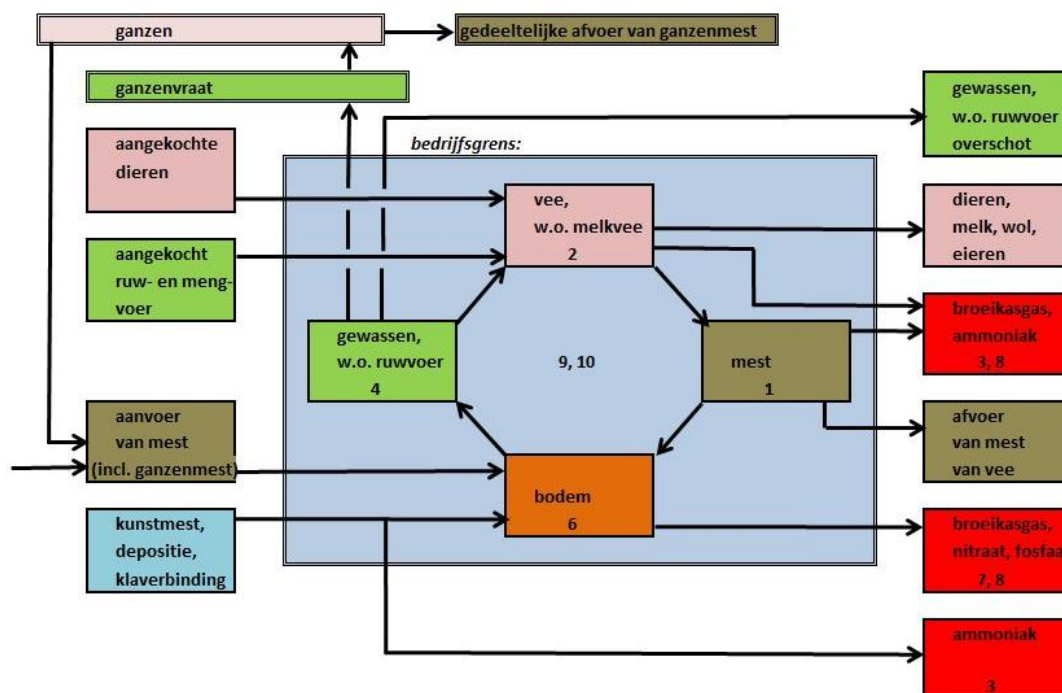 ganzen
gedeeltelijke afvoer van ganzenmest
ganzenvraat
gewassen,
w.o. ruwvoer
overschot
bedrijfsgrens:
aangekochte
dieren
vee,
w.o. melkvee
2
dieren,
melk, wol,
eieren
aangekocht
ruw- en meng-
voer
broeikasgas,
ammoniak
3, 8
gewassen,
w.o. ruwvoer
4
9, 10
mest
1
aanvoer
van mest
(incl. ganzenmest)
afvoer
van mest
van vee
bodem
6
kunstmest,
depositie,
klaverbinding
broeikasgas,
nitraat, fosfaa
7, 8
ammoniak
3